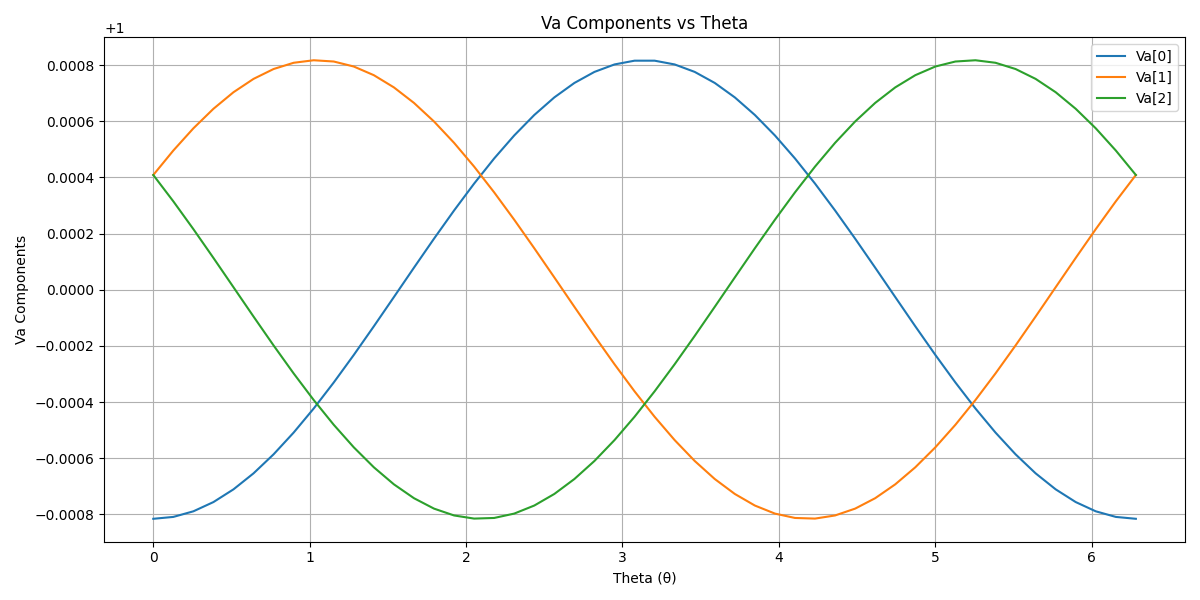 Va Components vs Theta
+1
Va[0]
Va[1]
Va[2]
0.0008
0.0006
0.0004
0.0002
0.0000
−0.0002
−0.0004
−0.0006
−0.0008
Va Components
0 1 2 3 4 5 6
Theta (θ)